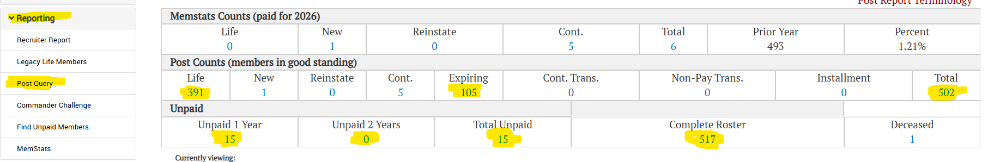 Post Report Terminology
Reporting
Recruiter Report
Legacy Life Members
Post Query
Commander Challenge
Find Unpaid Members
MemStats
Memstats Counts (paid for 2026)
Life New Reinstate Cont. Total Prior Year Percent
0 1 0 5 6 493 1.21%
Post Counts (members in good standing)
Life New Reinstate Cont. Expiring Cont. Trans. Non-Pay Trans. Installment Total
391 1 0 5 105 0 0 0 502
Unpaid
Unpaid 1 Year Unpaid 2 Years Total Unpaid Complete Roster Deceased
15 0 15 517 1
Currently viewing: